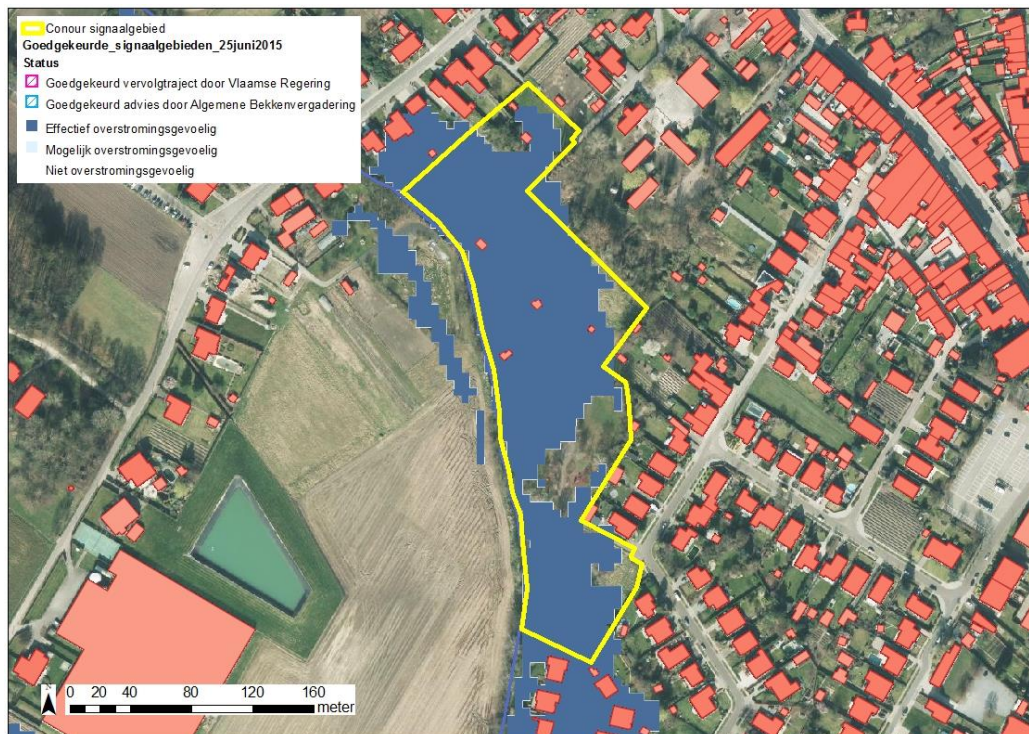 Conour signaalgebied
Goedgekeurde_signaalgebieden_25juni2015
Status
Goedgekeurd vervolgtraject door Vlaamse Regering
Goedgekeurd advies door Algemene Bekkenvergadering
Effectief overstromingsgevoelig
Mogelijk overstromingsgevoelig
Niet overstromingsgevoelig
0 20 40 80 120 160
meter